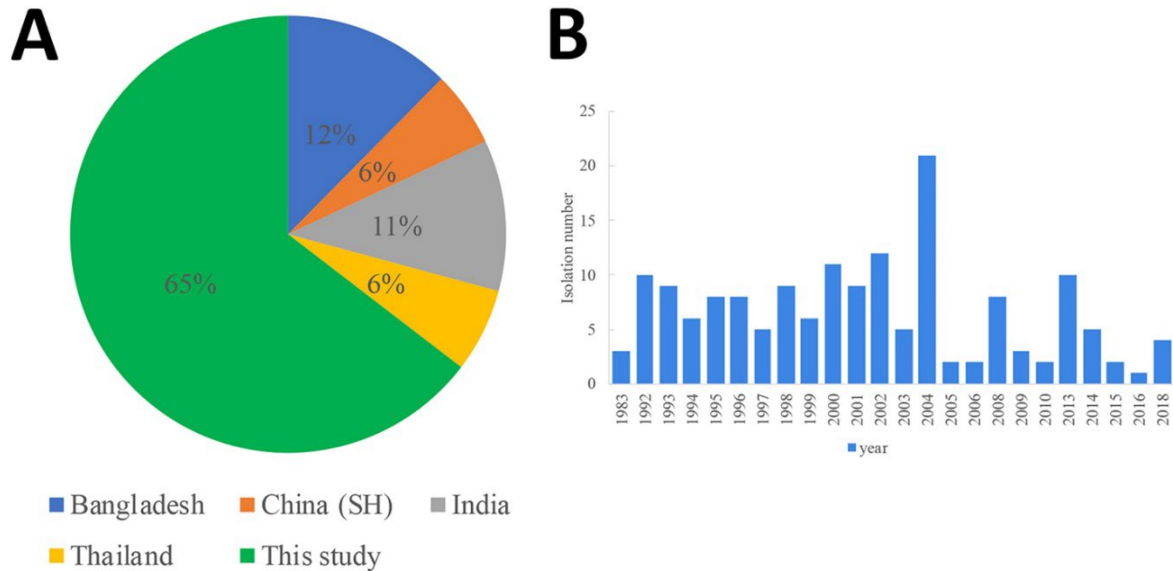 A
12%
6%
11%
6%
65%
Bangladesh China (SH) India
Thailand This study
B
25
20
15
10
5
0
Isolation number
1983 1992 1993 1994 1995 1996 1997 1998 1999 2000 2001 2002 2003 2004 2005 2006 2008 2009 2010 2013 2014 2015 2016 2018
year